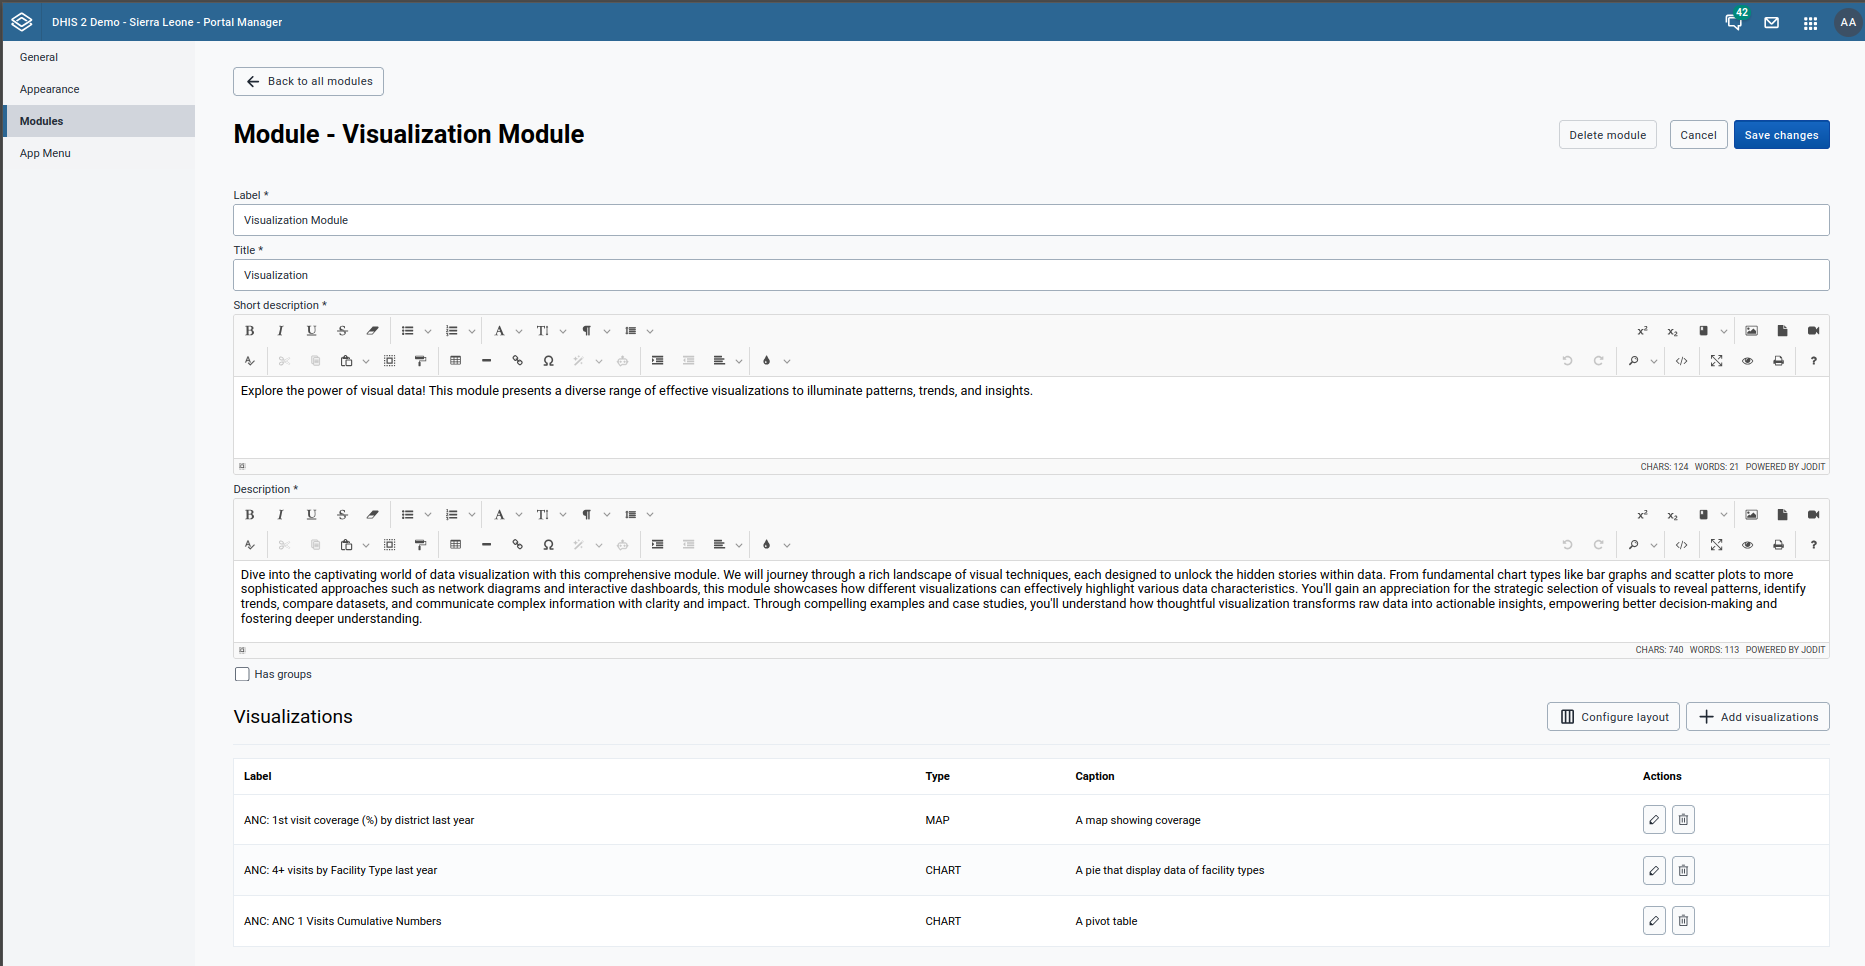 DHIS 2 Demo - Sierra Leone - Portal Manager
42
AA
General
Appearance
Modules
App Menu
Back to all modules
Module - Visualization Module
Delete module
Cancel
Save changes
Label *
Visualization Module
Title *
Visualization
Short description *
Explore the power of visual data! This module presents a diverse range of effective visualizations to illuminate patterns, trends, and insights.
CHARS: 124 WORDS: 21 POWERED BY JODIT
Description *
Dive into the captivating world of data visualization with this comprehensive module. We will journey through a rich landscape of visual techniques, each designed to unlock the hidden stories within data. From fundamental chart types like bar graphs and scatter plots to more
sophisticated approaches such as network diagrams and interactive dashboards, this module showcases how different visualizations can effectively highlight various data characteristics. You'll gain an appreciation for the strategic selection of visuals to reveal patterns, identify
trends, compare datasets, and communicate complex information with clarity and impact. Through compelling examples and case studies, you'll understand how thoughtful visualization transforms raw data into actionable insights, empowering better decision-making and
fostering deeper understanding.
CHARS: 740 WORDS: 113 POWERED BY JODIT
Has groups
Visualizations
Configure layout
Add visualizations
Label Type Caption Actions
ANC: 1st visit coverage (%) by district last year MAP A map showing coverage
ANC: 4+ visits by Facility Type last year CHART A pie that display data of facility types
ANC: ANC 1 Visits Cumulative Numbers CHART A pivot table